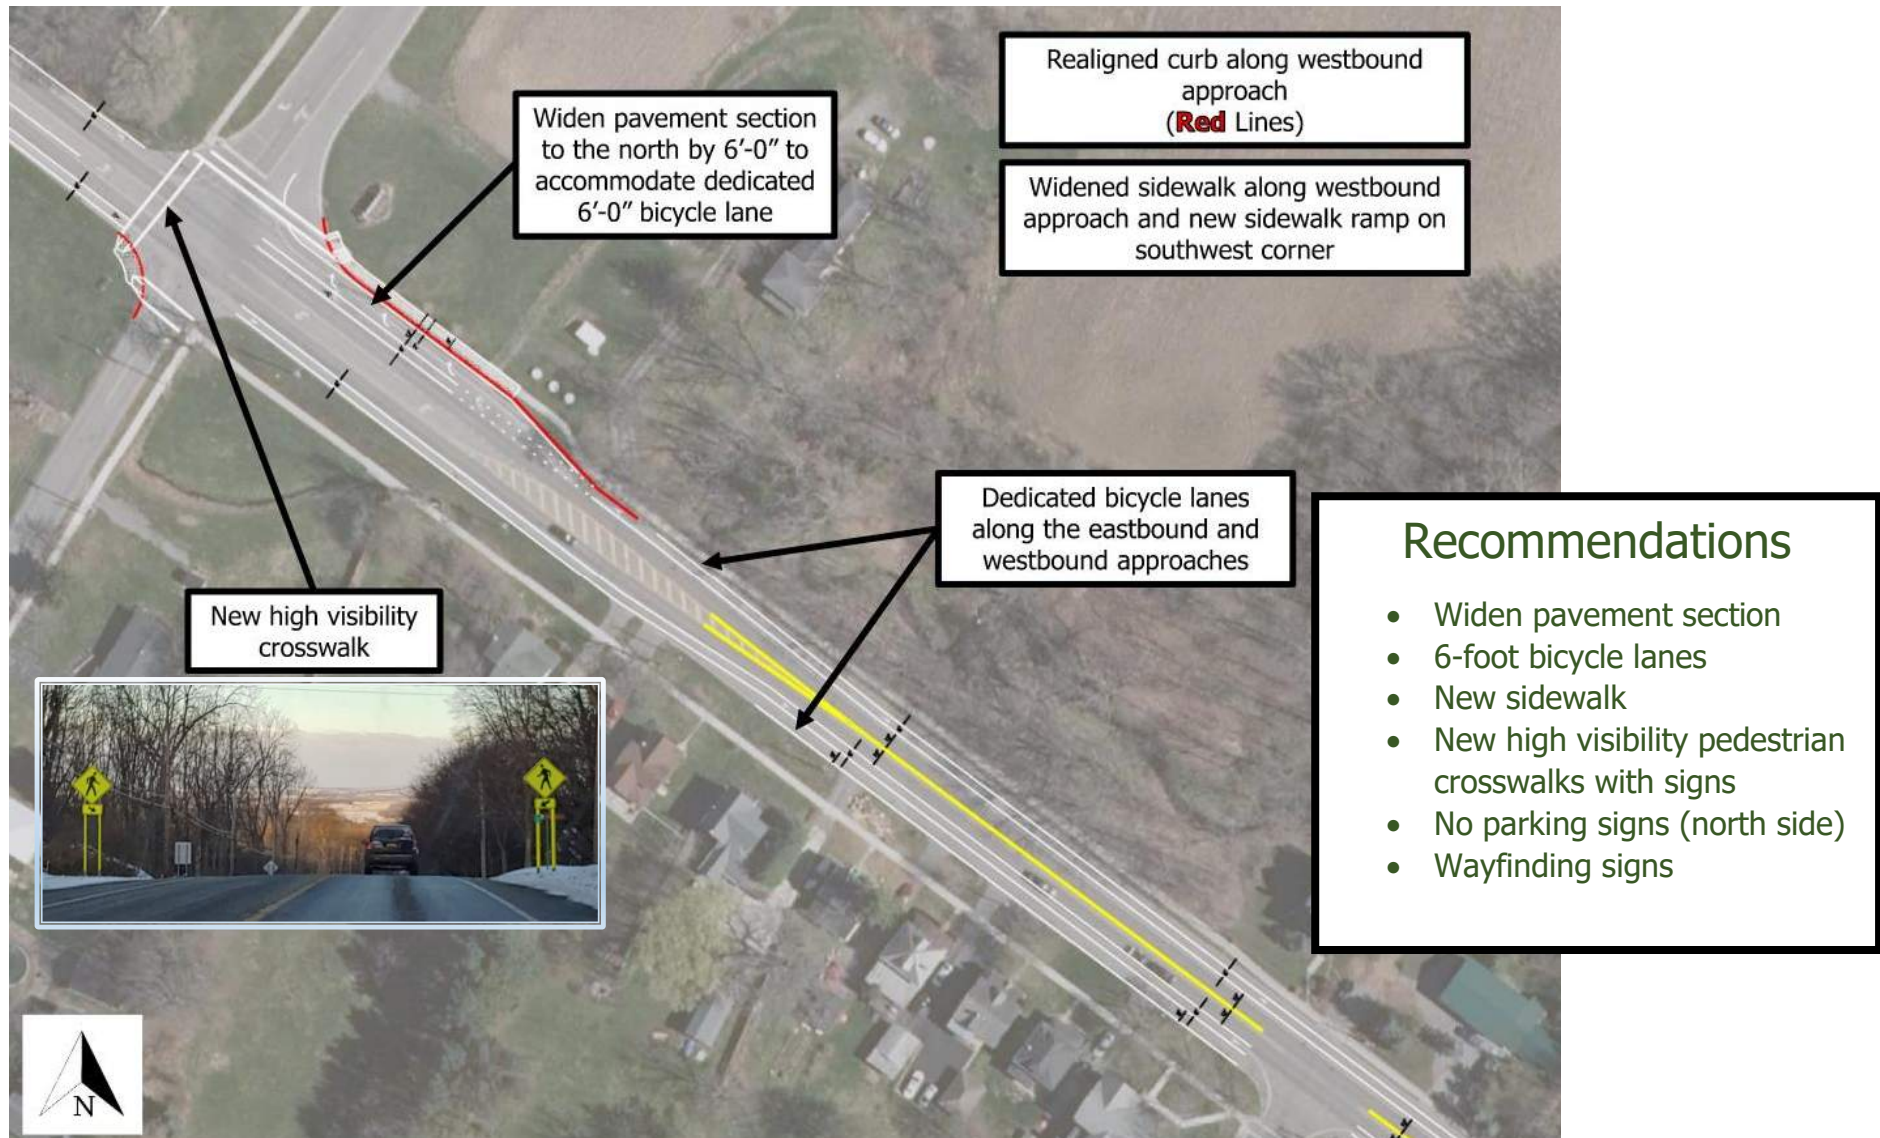 Realigned curb along westbound
approach
(Red Lines)
Widen pavement section
to the north by 6'-0" to
accommodate dedicated
6'-0" bicycle lane
Widened sidewalk along westbound
approach and new sidewalk ramp on
southwest corner
Dedicated bicycle lanes
along the eastbound and
westbound approaches
New high visibility
crosswalk
Recommendations
• Widen pavement section
• 6-foot bicycle lanes
• New sidewalk
• New high visibility pedestrian
crosswalks with signs
• No parking signs (north side)
• Wayfinding signs
N